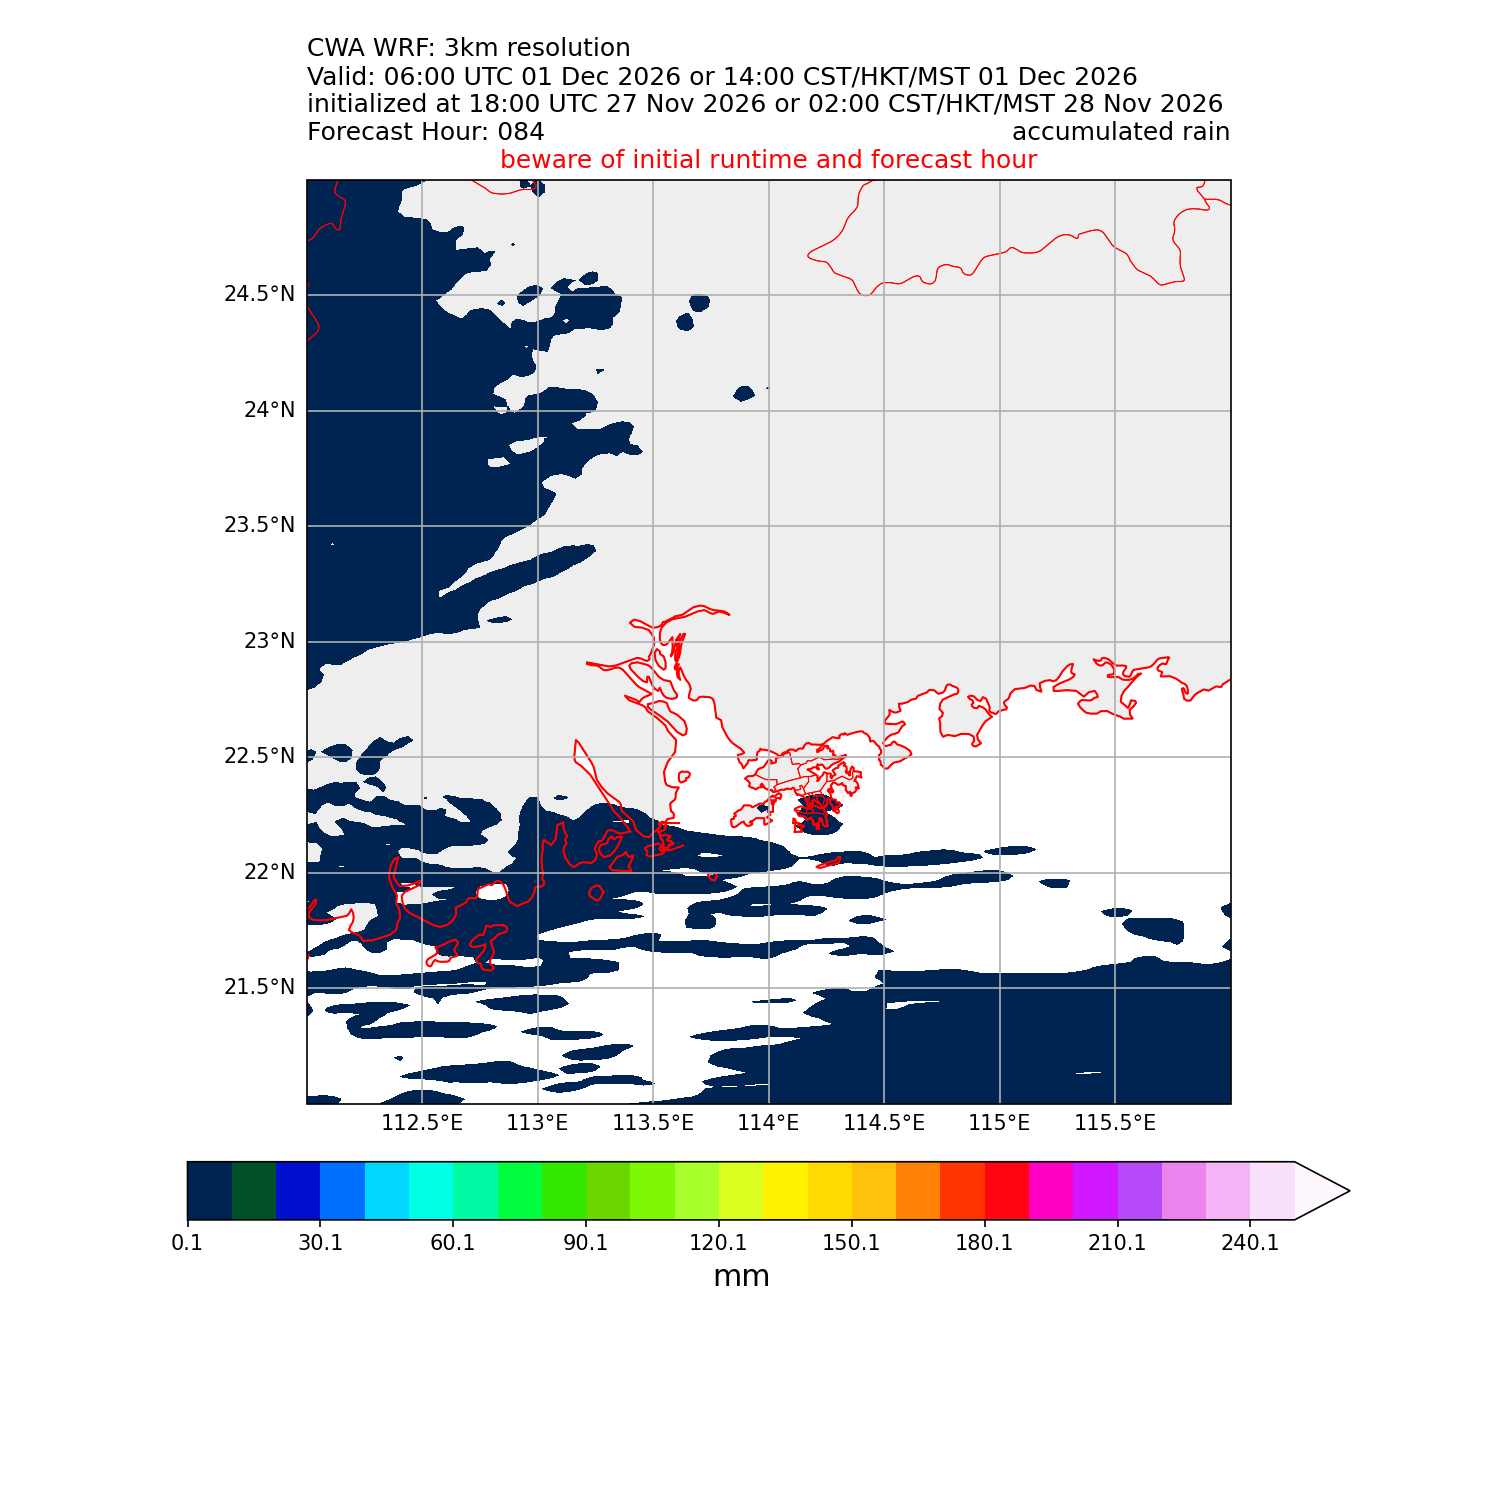 CWA WRF: 3km resolution
Valid: 06:00 UTC 01 Dec 2026 or 14:00 CST/HKT/MST 01 Dec 2026
initialized at 18:00 UTC 27 Nov 2026 or 02:00 CST/HKT/MST 28 Nov 2026
Forecast Hour: 084 accumulated rain
beware of initial runtime and forecast hour
24.5°N
24°N
23.5°N
23°N
22.5°N
22°N
21.5°N
112.5°E 113°E 113.5°E 114°E 114.5°E 115°E 115.5°E
0.1 30.1 60.1 90.1 120.1 150.1 180.1 210.1 240.1
mm